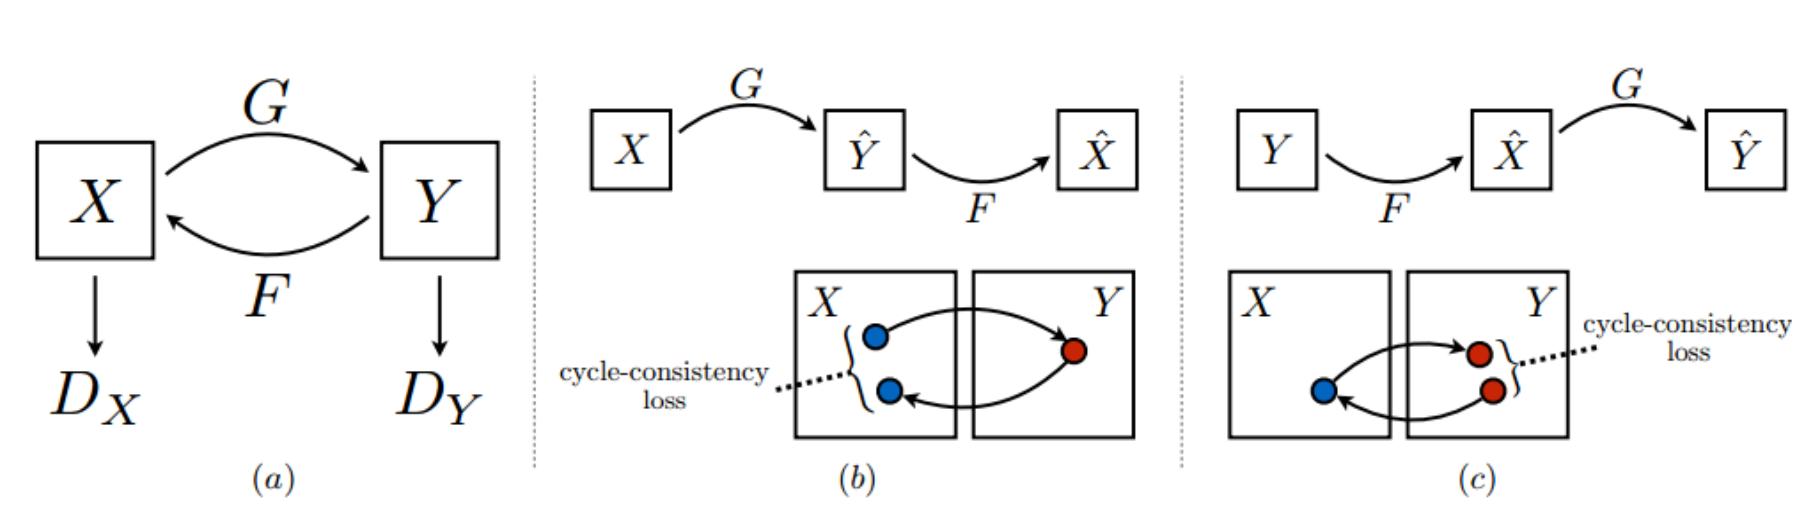 G
X
Y
F
D_X
D_Y
(a)
G
X
Ŷ
X̂
F
X
Y
cycle-consistency
loss
(b)
G
Y
X̂
Ŷ
F
X
Y
cycle-consistency
loss
(c)